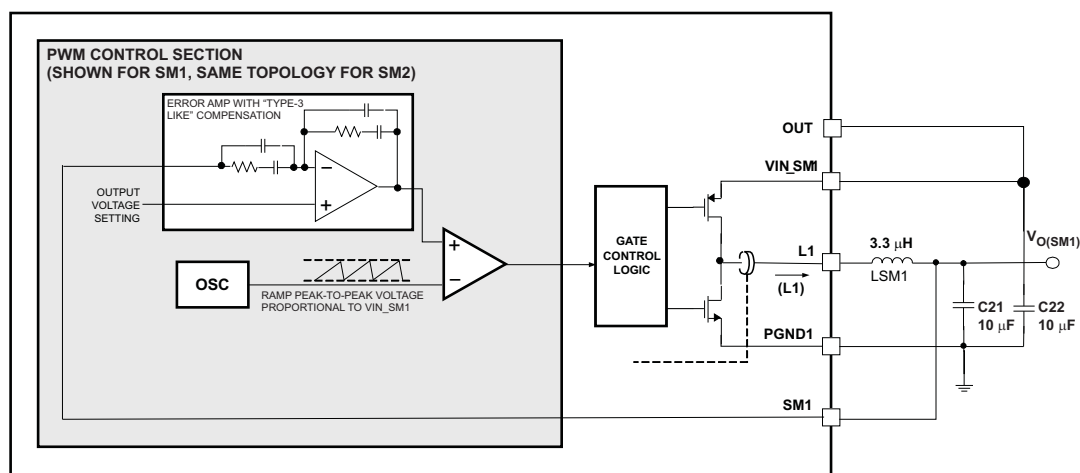 PWM CONTROL SECTION
(SHOWN FOR SM1, SAME TOPOLOGY FOR SM2)
ERROR AMP WITH “TYPE-3
LIKE” COMPENSATION
OUTPUT
VOLTAGE
SETTING
−
+
OSC
RAMP PEAK-TO-PEAK VOLTAGE
PROPORTIONAL TO VIN_SM1
+
−
GATE
CONTROL
LOGIC
OUT
VIN_SM1
L1
(L1)
PGND1
SM1
3.3 μH
LSM1
VO(SM1)
C21
10 μF
C22
10 μF